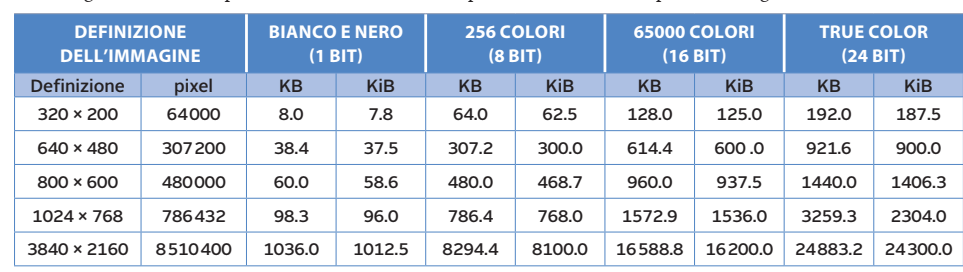 DEFINIZIONE DELL'IMMAGINE BIANCO E NERO (1 BIT) 256 COLORI (8 BIT) 65000 COLORI (16 BIT) TRUE COLOR (24 BIT)
Definizione pixel KB KiB KB KiB KB KiB KB KiB
320 × 200 64000 8.0 7.8 64.0 62.5 128.0 125.0 192.0 187.5
640 × 480 307200 38.4 37.5 307.2 300.0 614.4 600 .0 921.6 900.0
800 × 600 480000 60.0 58.6 480.0 468.7 960.0 937.5 1440.0 1406.3
1024 × 768 786432 98.3 96.0 786.4 768.0 1572.9 1536.0 3259.3 2304.0
3840 × 2160 8510400 1036.0 1012.5 8294.4 8100.0 16588.8 16200.0 24883.2 24300.0